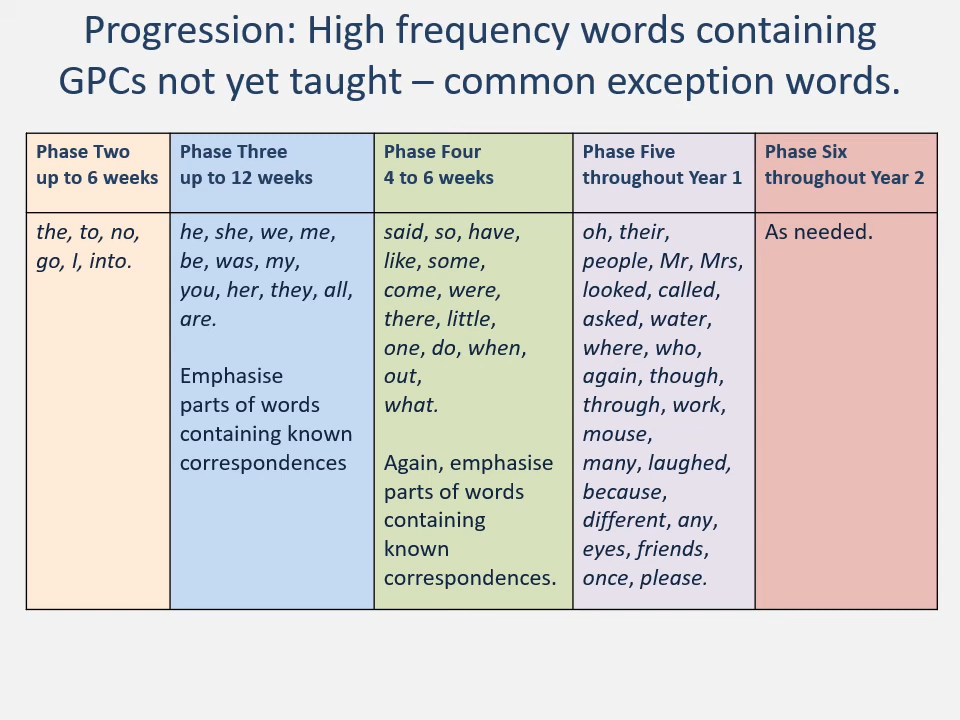 Progression: High frequency words containing
GPCs not yet taught – common exception words.
Phase Two
up to 6 weeks
Phase Three
up to 12 weeks
Phase Four
4 to 6 weeks
Phase Five
throughout Year 1
Phase Six
throughout Year 2
the, to, no,
go, I, into.
he, she, we, me,
be, was, my,
you, her, they, all,
are.
Emphasise
parts of words
containing known
correspondences
said, so, have,
like, some,
come, were,
there, little,
one, do, when,
out,
what.
Again, emphasise
parts of words
containing
known
correspondences.
oh, their,
people, Mr, Mrs,
looked, called,
asked, water,
where, who,
again, though,
through, work,
mouse,
many, laughed,
because,
different, any,
eyes, friends,
once, please.
As needed.